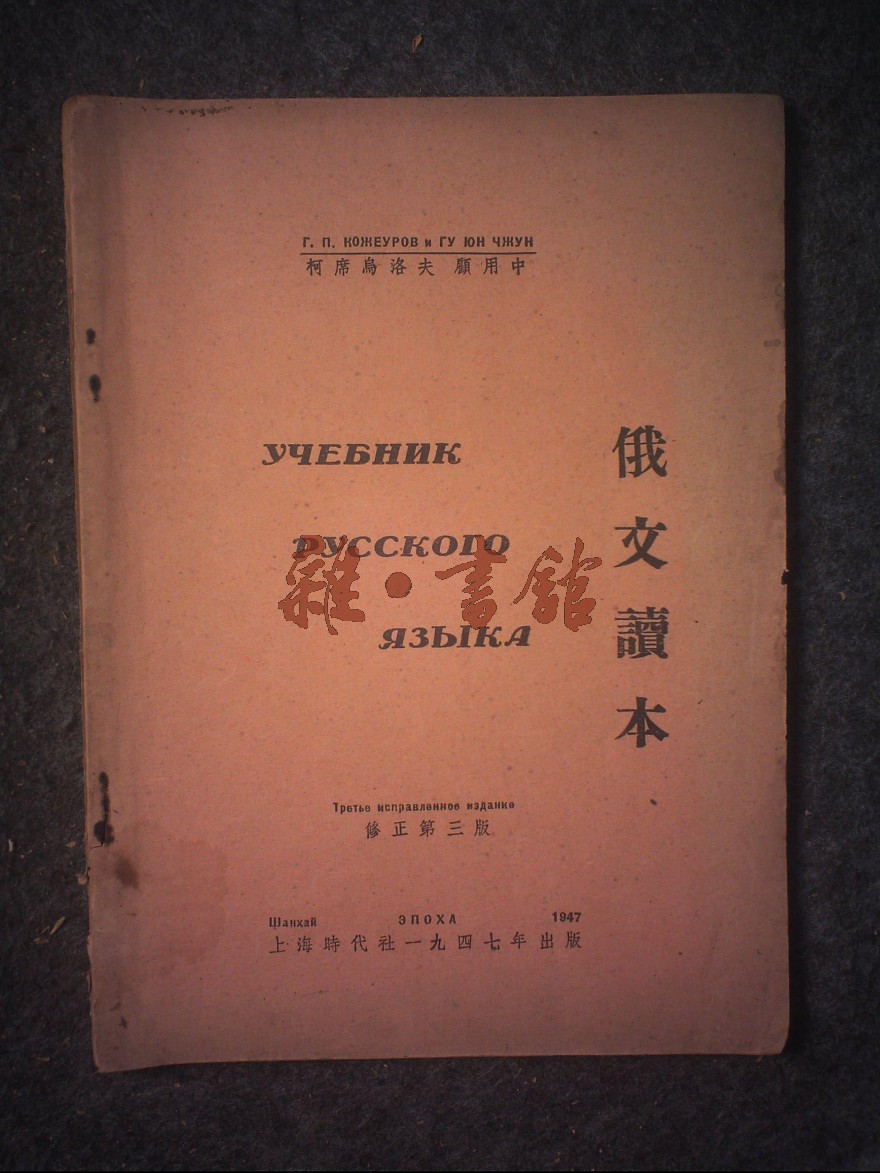 Г. П. КОЖЕУРОВ и ГУ ЮН ЧЖУН
柯席烏洛夫 顧用中
УЧЕБНИК
РУССКОГО
ЯЗЫКА
俄文讀本
雜·書館
Третье исправленное издание
修正第三版
Шанхай ЭПОХА 1947
上海時代社一九四七年出版